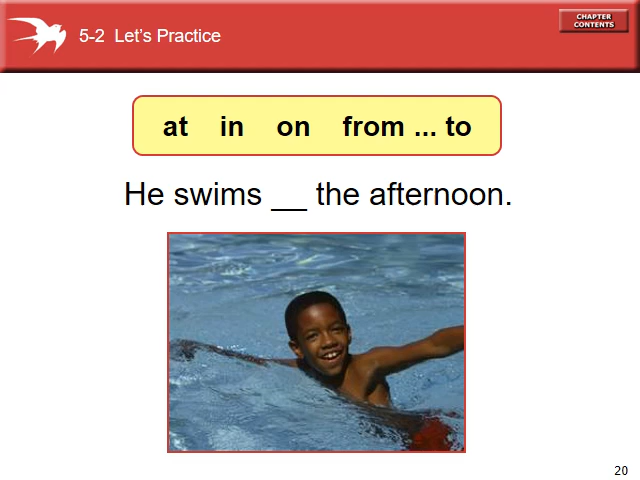 5-2 Let’s Practice
CHAPTER
CONTENTS
at in on from ... to
He swims __ the afternoon.
20